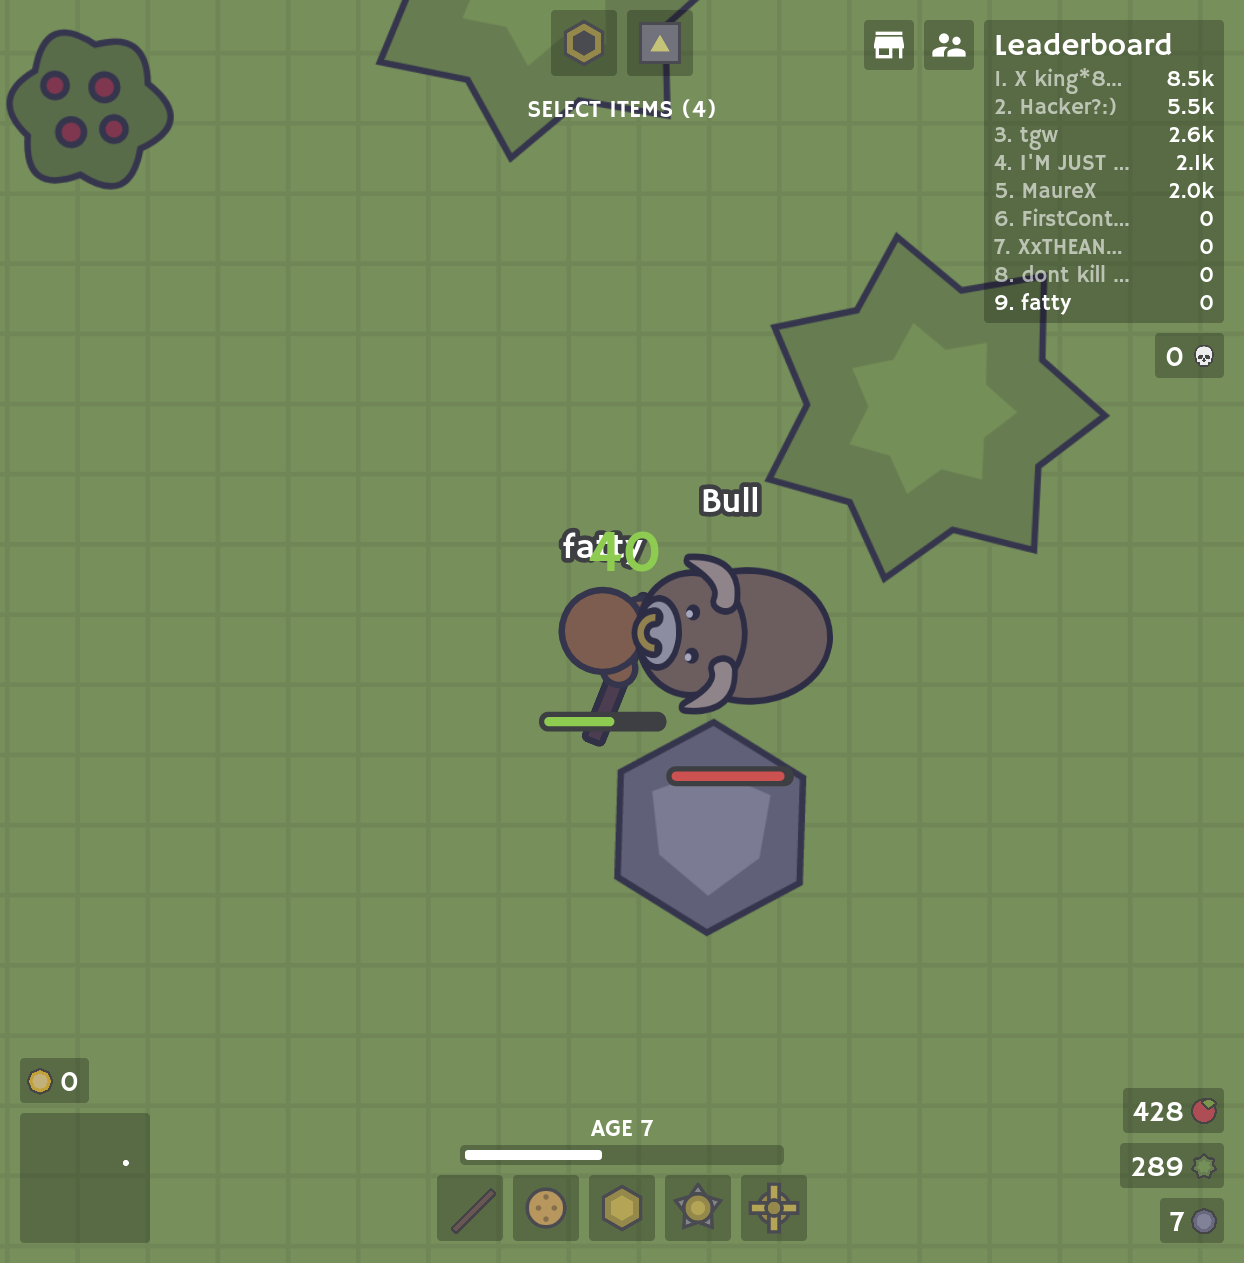 SELECT ITEMS (4)
Leaderboard
1. X king*8... 8.5k
2. Hacker?:) 5.5k
3. tgw 2.6k
4. I'M JUST ... 2.1k
5. MaureX 2.0k
6. FirstCont... 0
7. XxTHEAN... 0
8. dont kill ... 0
9. fatty 0
0
Bull
fatty
40
0
AGE 7
428
289
7